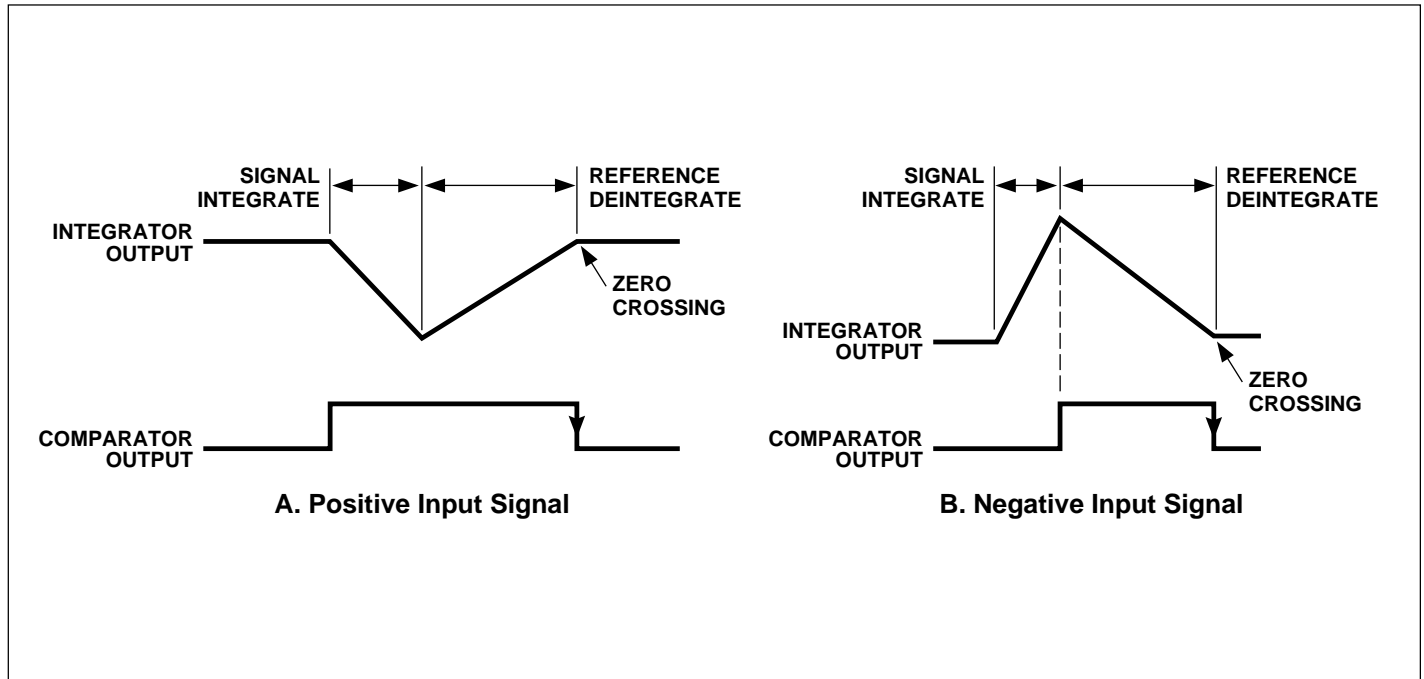 SIGNAL
INTEGRATE
REFERENCE
DEINTEGRATE
INTEGRATOR
OUTPUT
ZERO
CROSSING
COMPARATOR
OUTPUT
A. Positive Input Signal
SIGNAL
INTEGRATE
REFERENCE
DEINTEGRATE
INTEGRATOR
OUTPUT
ZERO
CROSSING
COMPARATOR
OUTPUT
B. Negative Input Signal